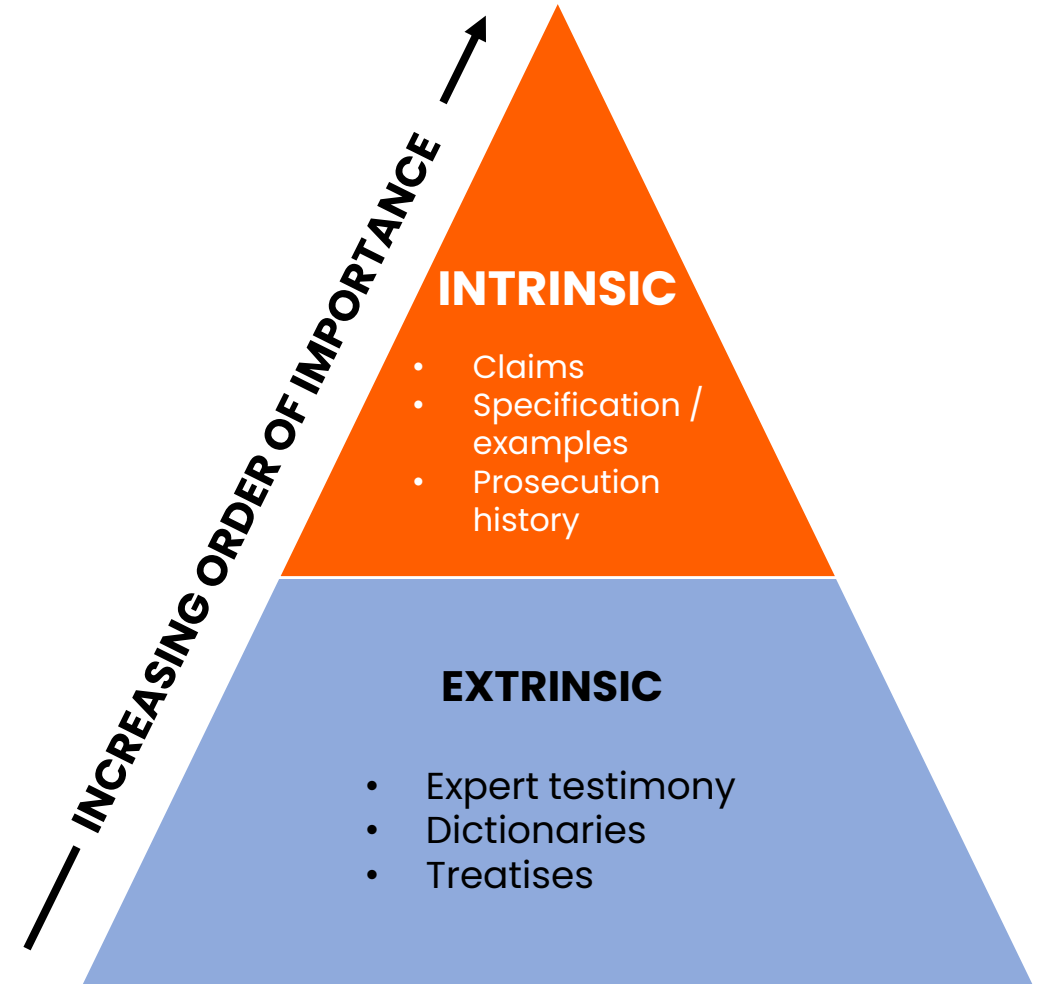 INCREASING ORDER OF IMPORTANCE
INTRINSIC
• Claims
• Specification /
examples
• Prosecution
history
EXTRINSIC
• Expert testimony
• Dictionaries
• Treatises